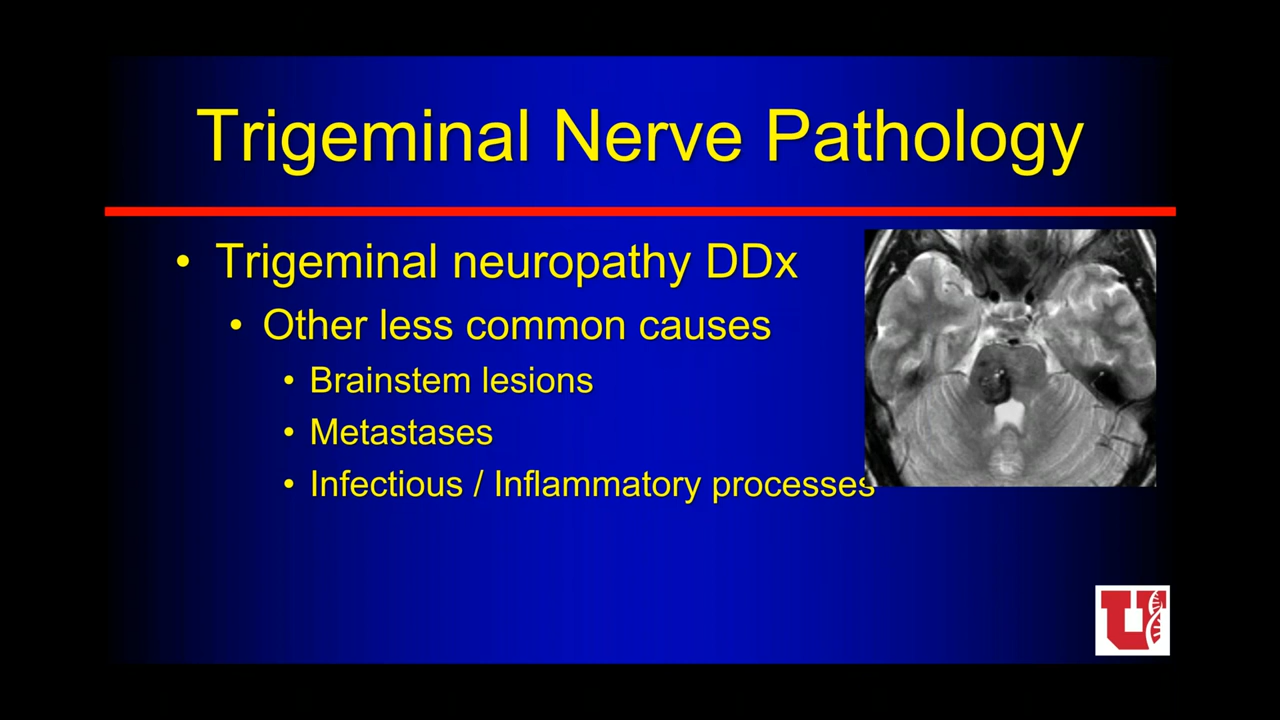 Trigeminal Nerve Pathology
• Trigeminal neuropathy DDx
• Other less common causes
• Brainstem lesions
• Metastases
• Infectious / Inflammatory processes
U